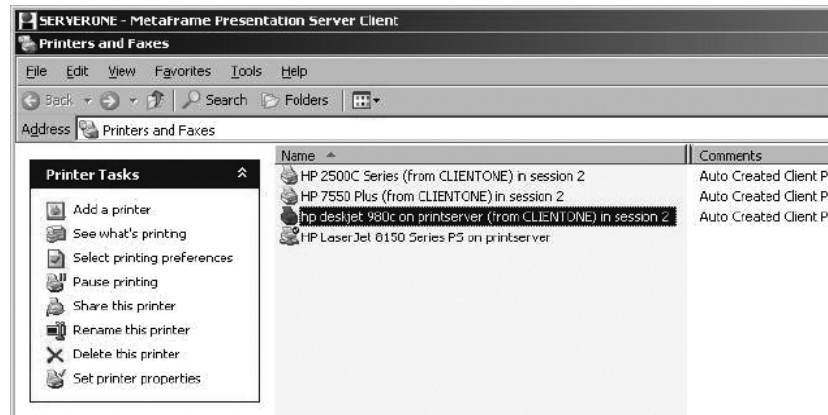 SERVERONE - MetaFrame Presentation Server Client
Printers and Faxes
File Edit View Favorites Tools Help
Back Search Folders
Address Printers and Faxes
Name Comments
Printer Tasks
HP 2500C Series (from CLIENTONE) in session 2 Auto Created Client P
HP 7550 Plus (from CLIENTONE) in session 2 Auto Created Client P
hp deskjet 980c on printserver (from CLIENTONE) in session 2 Auto Created Client P
HP LaserJet 8150 Series PS on printserver
Add a printer
See what's printing
Select printing preferences
Pause printing
Share this printer
Rename this printer
Delete this printer
Set printer properties